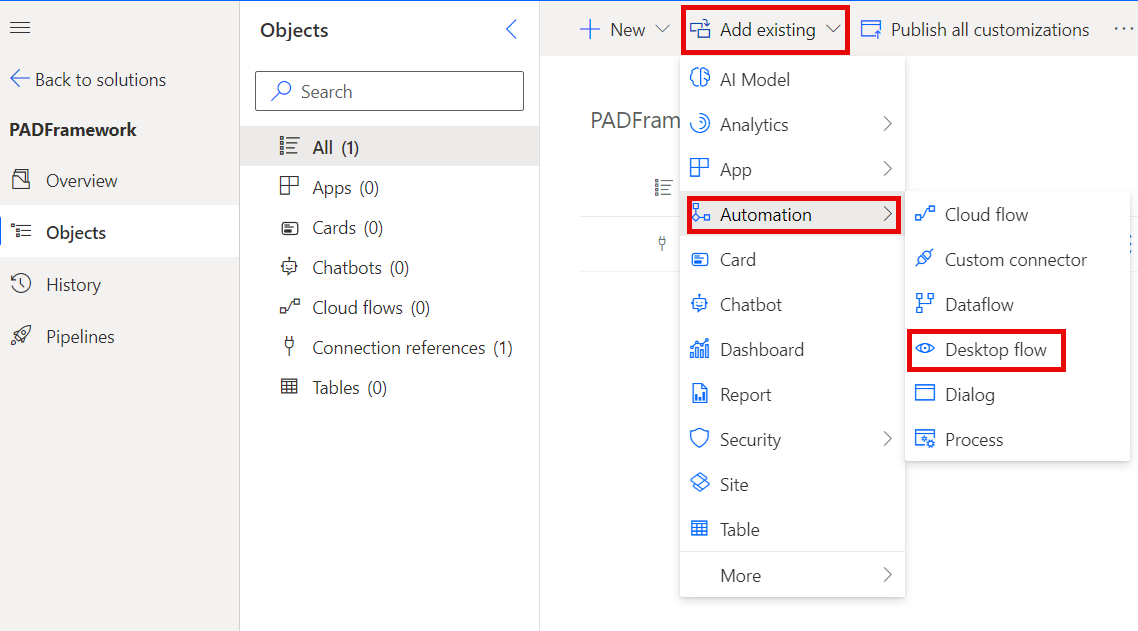 Back to solutions
PADFramework
Overview
Objects
History
Pipelines
Objects
Search
All (1)
Apps (0)
Cards (0)
Chatbots (0)
Cloud flows (0)
Connection references (1)
Tables (0)
New
Add existing
Publish all customizations
PADFram
AI Model
Analytics
App
Automation
Card
Chatbot
Dashboard
Report
Security
Site
Table
More
Cloud flow
Custom connector
Dataflow
Desktop flow
Dialog
Process